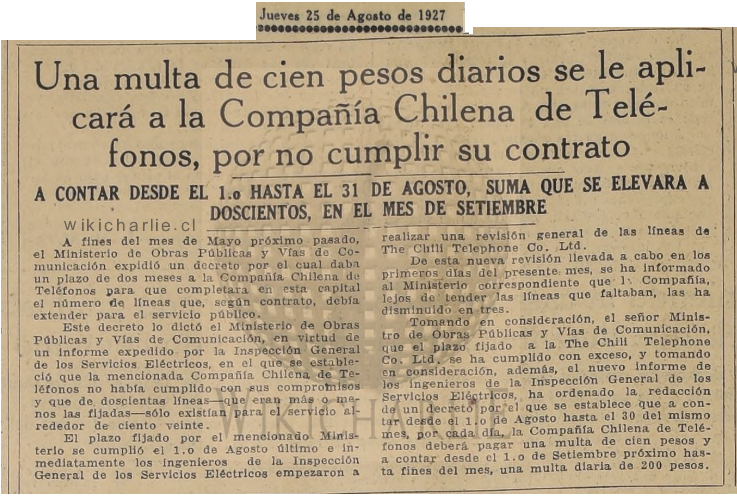 Jueves 25 de Agosto de 1927
Una multa de cien pesos diarios se le apli-
cará a la Compañía Chilena de Telé-
fonos, por no cumplir su contrato
A CONTAR DESDE EL 1.o HASTA EL 31 DE AGOSTO, SUMA QUE SE ELEVARA A
DOSCIENTOS, EN EL MES DE SETIEMBRE
wikicharlie.cl
A fines del mes de Mayo próximo pasado,
el Ministerio de Obras Públicas y Vías de Co-
municación expidió un decreto por el cual daba
un plazo de dos meses a la Compañía Chilena de
Teléfonos para que completara en esta capital
el número de líneas que, según contrato, debía
extender para el servicio público.
Este decreto lo dictó el Ministerio de Obras
Públicas y Vías de Comunicación, en virtud de
un informe expedido por la Inspección General
de los Servicios Eléctricos, en el que se estable-
ció que la mencionada Compañía Chilena de Te-
léfonos no había cumplido con sus compromisos
y que de doscientas líneas—que eran más o me-
nos las fijadas—sólo existían para el servicio al-
rededor de ciento veinte.
El plazo fijado por el mencionado Minis-
terio se cumplió el 1.o de Agosto último e in-
mediatamente los ingenieros de la Inspección
General de los Servicios Eléctricos empezaron a
realizar una revisión general de las líneas de
The Chili Telephone Co. Ltd.
De esta nueva revisión llevada a cabo en los
primeros días del presente mes, se ha informado
al Ministerio correspondiente que la Compañía,
lejos de tender las líneas que faltaban, las ha
disminuido en tres.
Tomando en consideración, el señor Minis-
tro de Obras Públicas y Vías de Comunicación,
que el plazo fijado a la The Chill Telephone
Co. Ltd. se ha cumplido con exceso, y tomando
en consideración, además, el nuevo informe de
los ingenieros de la Inspección General de los
Servicios Eléctricos, ha ordenado la redacción
de un decreto por el que se establece que a con-
tar desde el 1.o de Agosto hasta el 30 del mismo
mes, por cada día, la Compañía Chilena de Telé-
fonos deberá pagar una multa de cien pesos y
a contar desde el 1.o de Setiembre próximo has-
ta fines del mes, una multa diaria de 200 pesos.
WIKICHARLIE